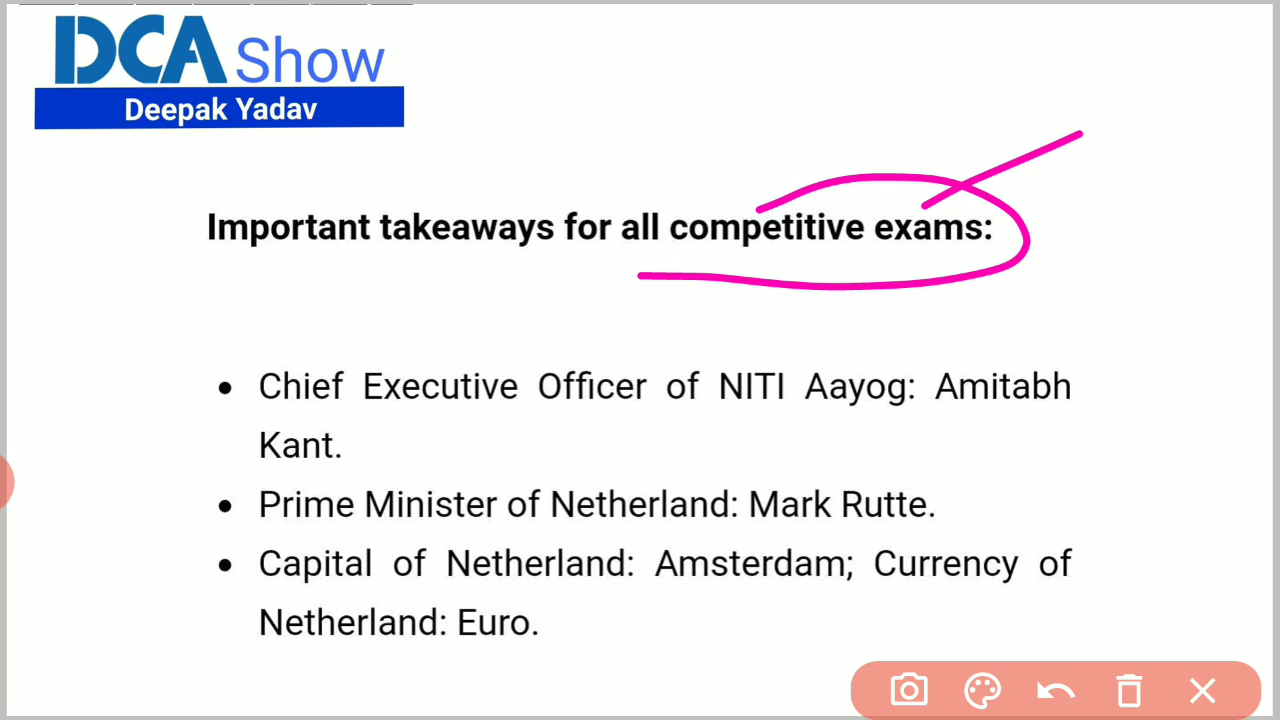 DCA Show
Deepak Yadav
Important takeaways for all competitive exams:
• Chief Executive Officer of NITI Aayog: Amitabh
Kant.
• Prime Minister of Netherland: Mark Rutte.
• Capital of Netherland: Amsterdam; Currency of
Netherland: Euro.